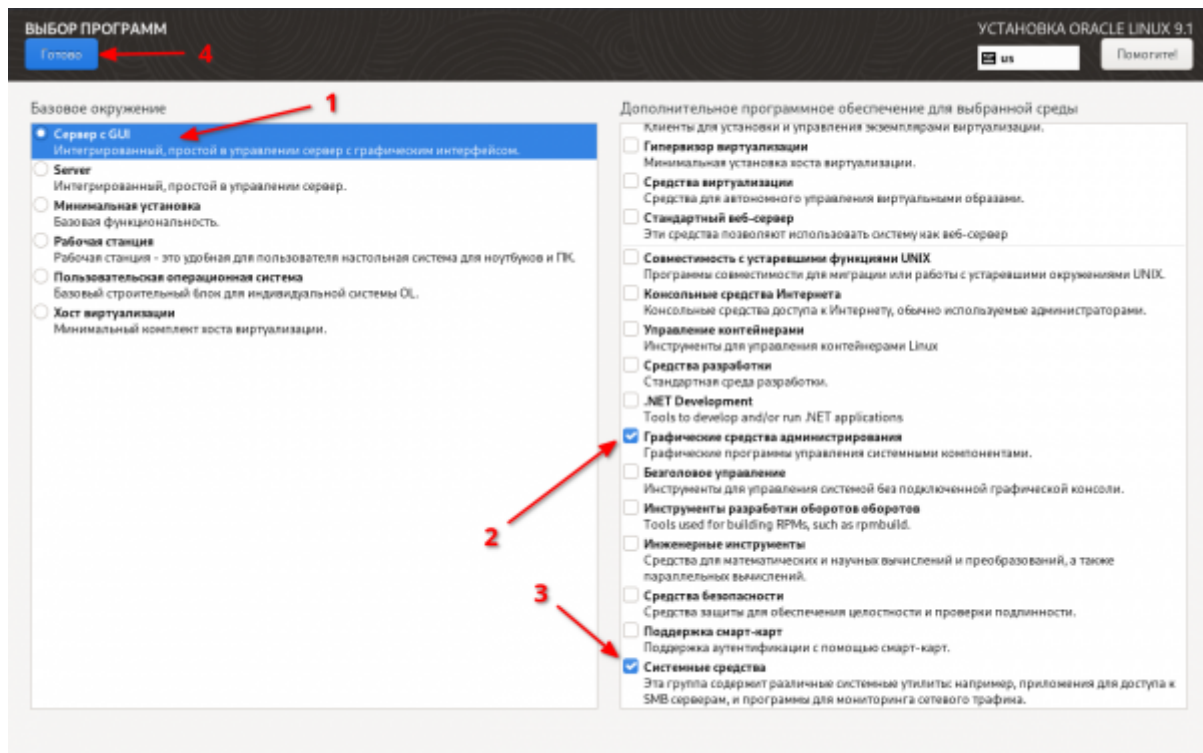 ВЫБОР ПРОГРАММ
УСТАНОВКА ORACLE LINUX 9.1
Готово
4
us
Помогите!
Базовое окружение
1
Сервер с GUI
Интегрированный, простой в управлении сервер с графическим интерфейсом.
Server
Интегрированный, простой в управлении сервер.
Минимальная установка
Базовая функциональность.
Рабочая станция
Рабочая станция - это удобная для пользователя настольная система для ноутбуков и ПК.
Пользовательская операционная система
Базовый строительный блок для индивидуальной системы OL.
Хост виртуализации
Минимальный комплект хоста виртуализации.
Дополнительное программное обеспечение для выбранной среды
Клиенты для установки и управления экземплярами виртуализации.
Гипервизор виртуализации
Минимальная установка хоста виртуализации.
Средства виртуализации
Средства для автономного управления виртуальными образами.
Стандартный веб-сервер
Эти средства позволяют использовать систему как веб-сервер
Совместимость с устаревшими функциями UNIX
Программы совместимости для миграции или работы с устаревшими окружениями UNIX.
Консольные средства Интернета
Консольные средства доступа к Интернету, обычно используемые администраторами.
Управление контейнерами
Инструменты для управления контейнерами Linux
Средства разработки
Стандартная среда разработки.
.NET Development
Tools to develop and/or run .NET applications
Графические средства администрирования
Графические программы управления системными компонентами.
Безголовое управление
Инструменты для управления системой без подключенной графической консоли.
2
Инструменты разработки оборотов оборотов
Tools used for building RPMs, such as rpmbuild.
Инженерные инструменты
Средства для математических и научных вычислений и преобразований, а также
параллельных вычислений.
3
Средства безопасности
Средства защиты для обеспечения целостности и проверки подлинности.
Поддержка смарт-карт
Поддержка аутентификации с помощью смарт-карт.
Системные средства
Эта группа содержит различные системные утилиты: например, приложения для доступа к
SMB серверам, и программы для мониторинга сетевого трафика.